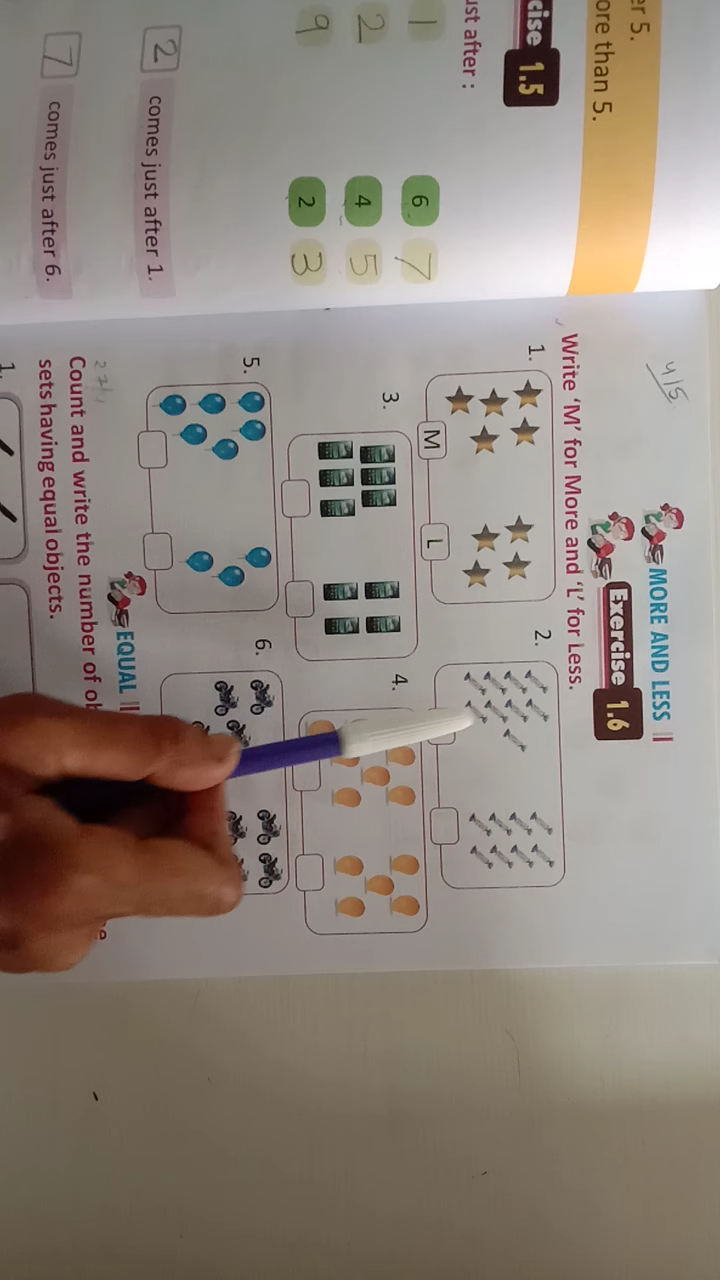 er 5.
ore than 5.
cise 1.5
ust after :
1
6 7
2
4 5
9
2 3
2 comes just after 1.
7 comes just after 6.
4/5
MORE AND LESS
Exercise 1.6
Write ‘M’ for More and ‘L’ for Less.
1.
2.
M
L
3.
4.
5.
6.
EQUAL
Count and write the number of
sets having equal objects.
1.